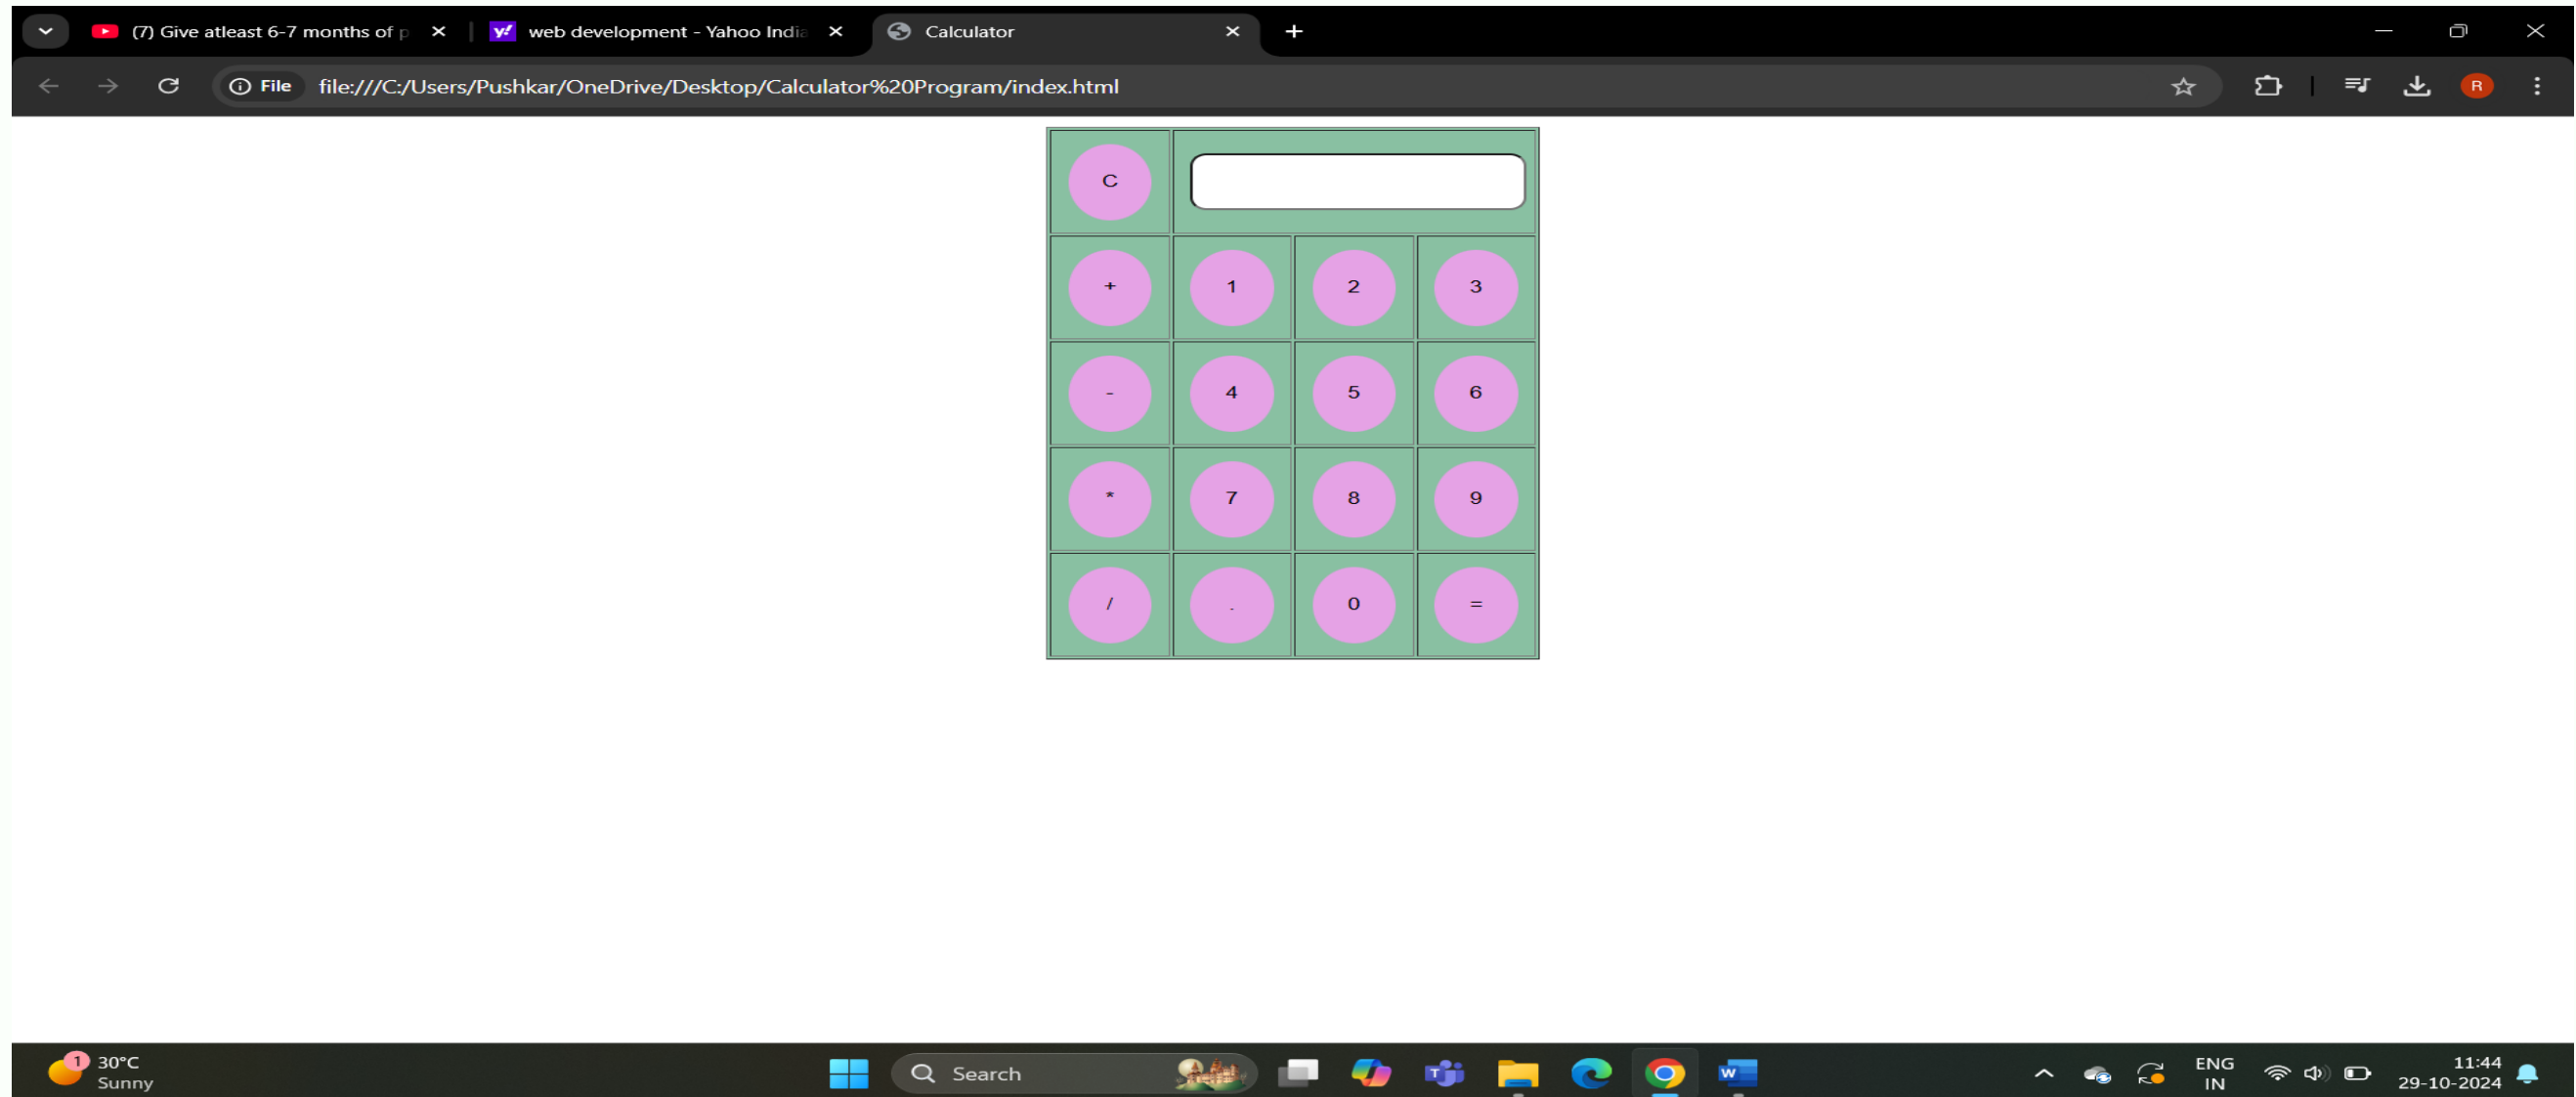 (7) Give atleast 6-7 months of p
web development - Yahoo India
Calculator
File
file:///C:/Users/Pushkar/OneDrive/Desktop/Calculator%20Program/index.html
R
C
+ 1 2 3
- 4 5 6
* 7 8 9
/ . 0 =
1
30°C
Sunny
Search
ENG
IN
11:44
29-10-2024